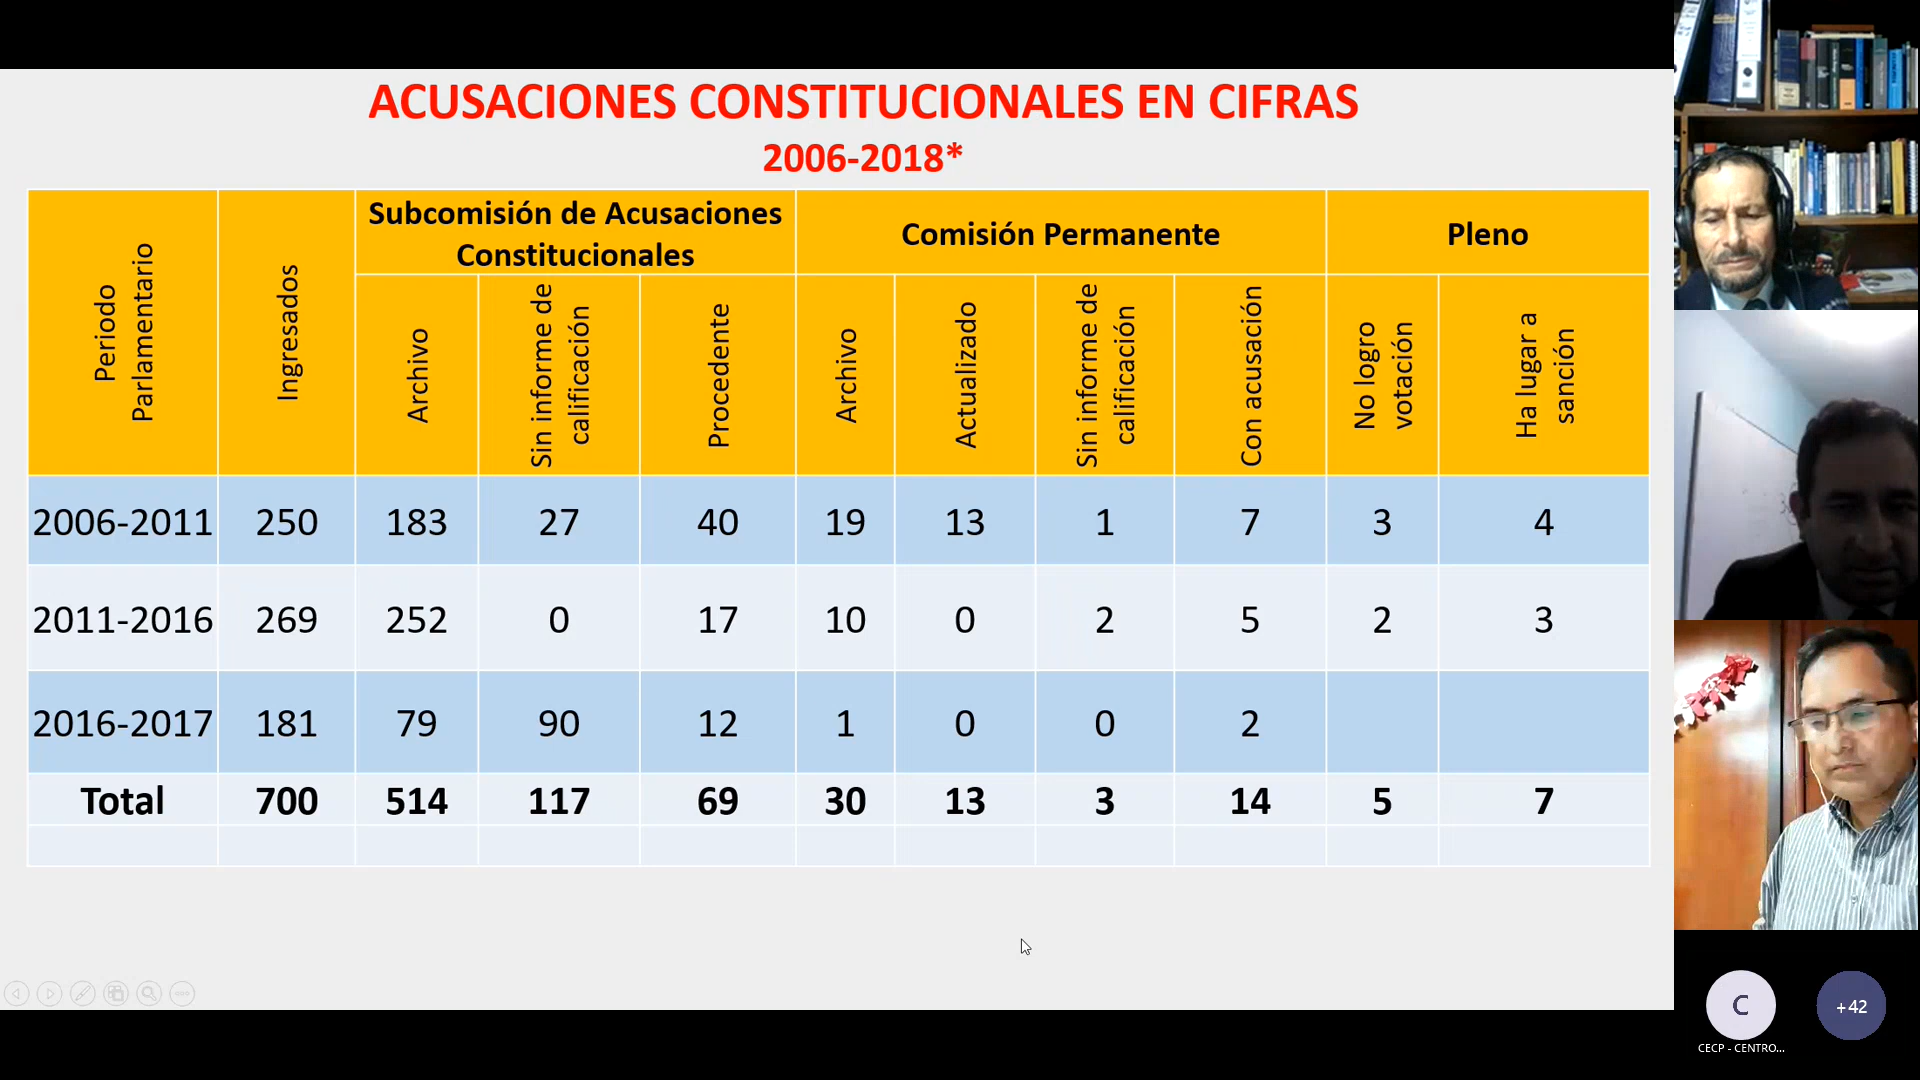 ACUSACIONES CONSTITUCIONALES EN CIFRAS
2006-2018*
Periodo
Parlamentario
Ingresados
Subcomisión de Acusaciones
Constitucionales
Comisión Permanente
Pleno
Archivo
Sin informe de
calificación
Procedente
Archivo
Actualizado
Sin informe de
calificación
Con acusación
No logro
votación
Ha lugar a
sanción
2006-2011 250 183 27 40 19 13 1 7 3 4
2011-2016 269 252 0 17 10 0 2 5 2 3
2016-2017 181 79 90 12 1 0 0 2
Total 700 514 117 69 30 13 3 14 5 7
C
+42
CECP - CENTRO...